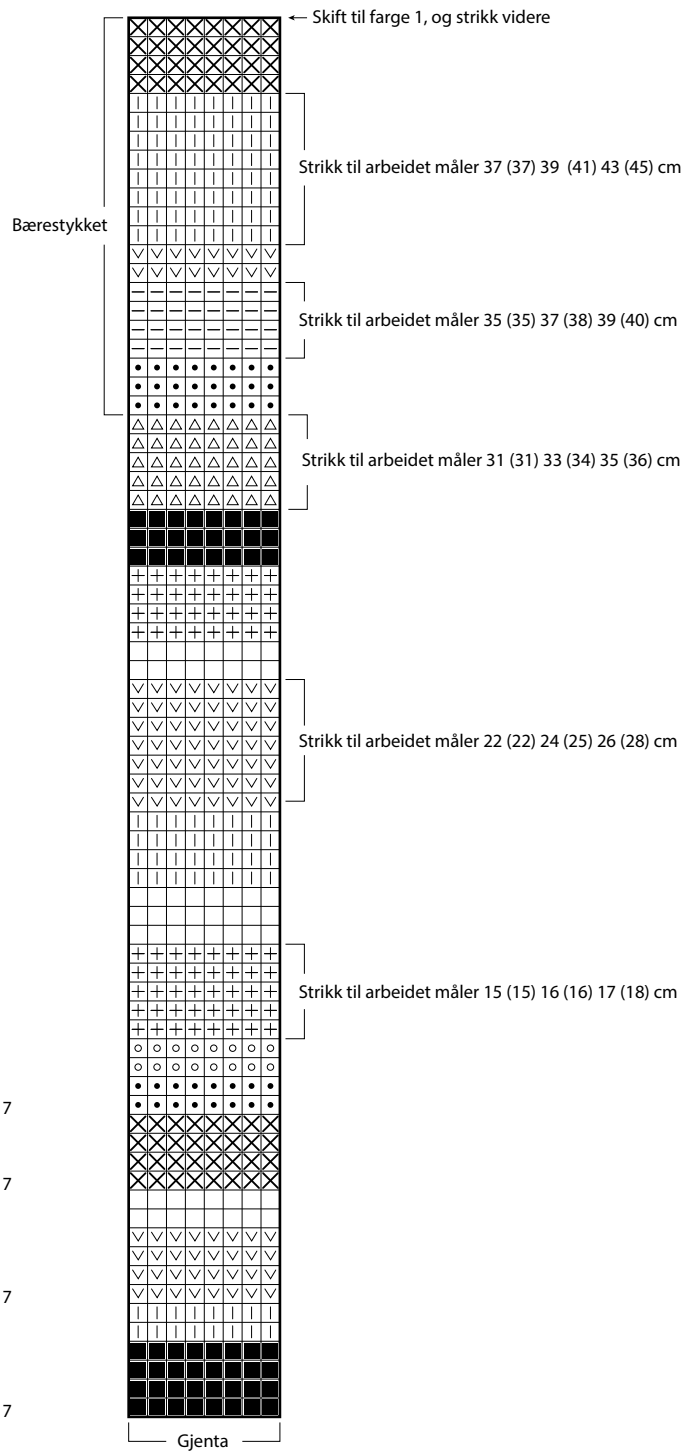 ← Skift til farge 1, og strikk videre
Strikk til arbeidet måler 37 (37) 39 (41) 43 (45) cm
Bærestykket
Strikk til arbeidet måler 35 (35) 37 (38) 39 (40) cm
Strikk til arbeidet måler 31 (31) 33 (34) 35 (36) cm
Strikk til arbeidet måler 22 (22) 24 (25) 26 (28) cm
Strikk til arbeidet måler 15 (15) 16 (16) 17 (18) cm
7
7
7
7
Gjenta